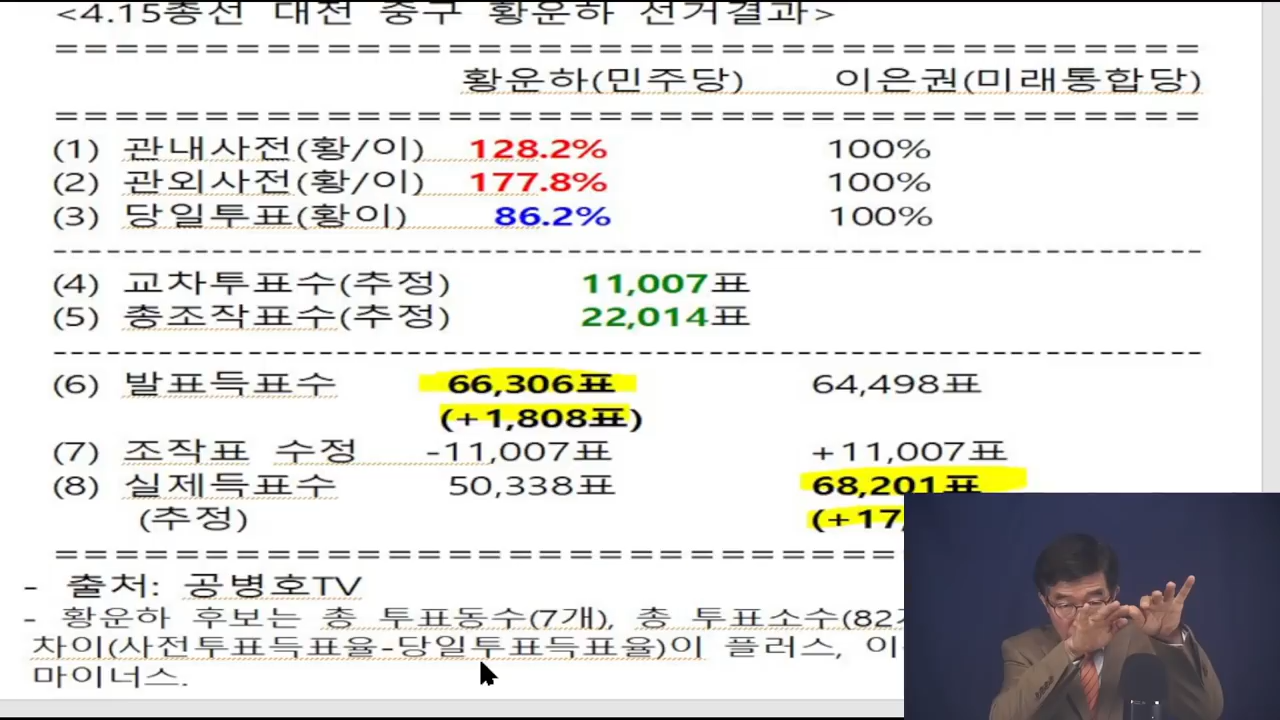 <4.15총선 대전 중구 황운하 선거결과>
==================================
황운하(민주당) 이은권(미래통합당)
==================================
(1) 관내사전(황/이) 128.2% 100%
(2) 관외사전(황/이) 177.8% 100%
(3) 당일투표(황이) 86.2% 100%
----------------------------------
(4) 교차투표수(추정) 11,007표
(5) 총조작표수(추정) 22,014표
----------------------------------
(6) 발표득표수 66,306표 64,498표
(+1,808표)
(7) 조작표 수정 -11,007표 +11,007표
(8) 실제득표수 50,338표 68,201표
(추정) (+17,
==================================
- 출처: 공병호TV
- 황운하 후보는 총 투표동수(7개), 총 투표소수(82
차이(사전투표득표율-당일투표득표율)이 플러스, 이
마이너스.